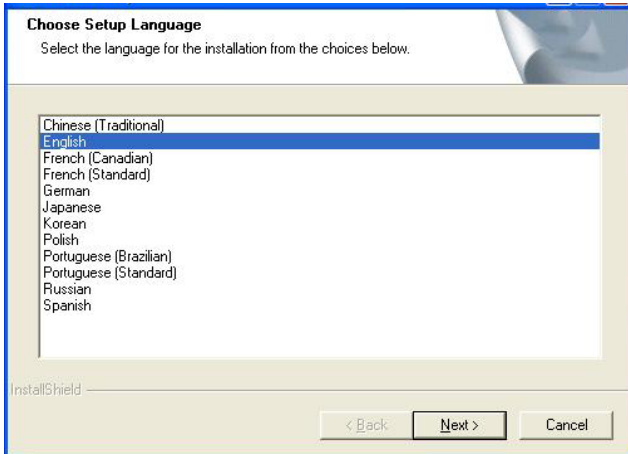 Choose Setup Language
Select the language for the installation from the choices below.
Chinese (Traditional)
English
French (Canadian)
French (Standard)
German
Japanese
Korean
Polish
Portuguese (Brazilian)
Portuguese (Standard)
Russian
Spanish
InstallShield
< Back Next > Cancel